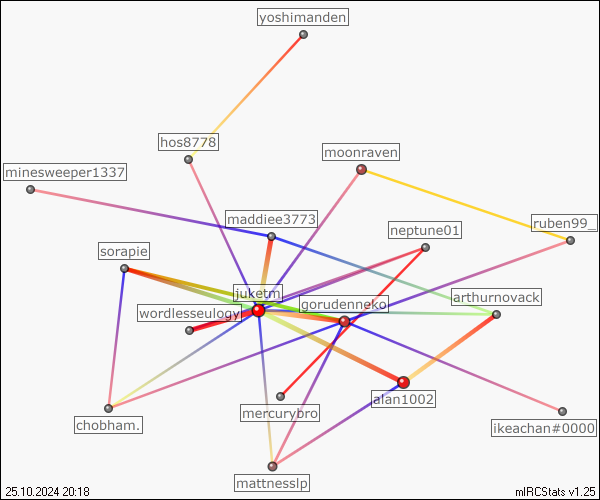 yoshimanden
hos8778
moonraven
minesweeper1337
maddiee3773
ruben99_
neptune01
sorapie
juketm
gorudenneko
arthurnovack
wordlesseulogy
alan1002
mercurybro
chobham.
ikeachan#0000
mattnesslp
25.10.2024 20:18
mIRCStats v1.25